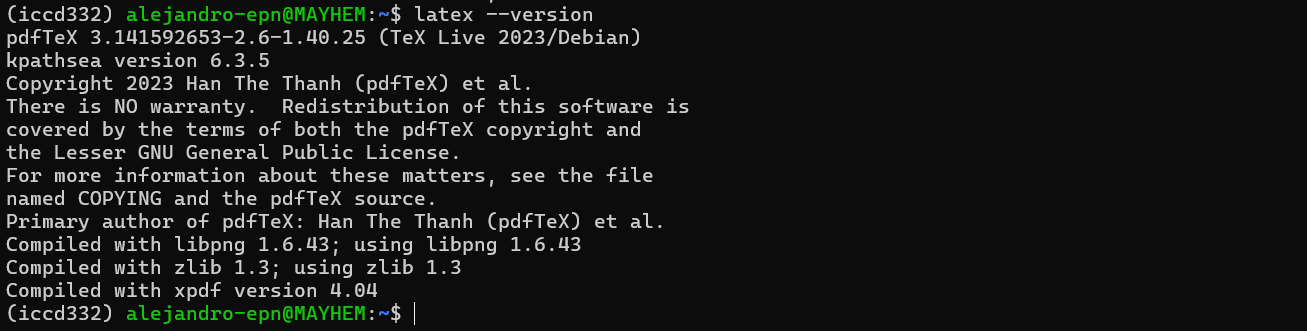 (iccd332) alejandro-epn@MAYHEM:~$ latex --version
pdfTeX 3.141592653-2.6-1.40.25 (TeX Live 2023/Debian)
kpathsea version 6.3.5
Copyright 2023 Han The Thanh (pdfTeX) et al.
There is NO warranty.  Redistribution of this software is
covered by the terms of both the pdfTeX copyright and
the Lesser GNU General Public License.
For more information about these matters, see the file
named COPYING and the pdfTeX source.
Primary author of pdfTeX: Han The Thanh (pdfTeX) et al.
Compiled with libpng 1.6.43; using libpng 1.6.43
Compiled with zlib 1.3; using zlib 1.3
Compiled with xpdf version 4.04
(iccd332) alejandro-epn@MAYHEM:~$